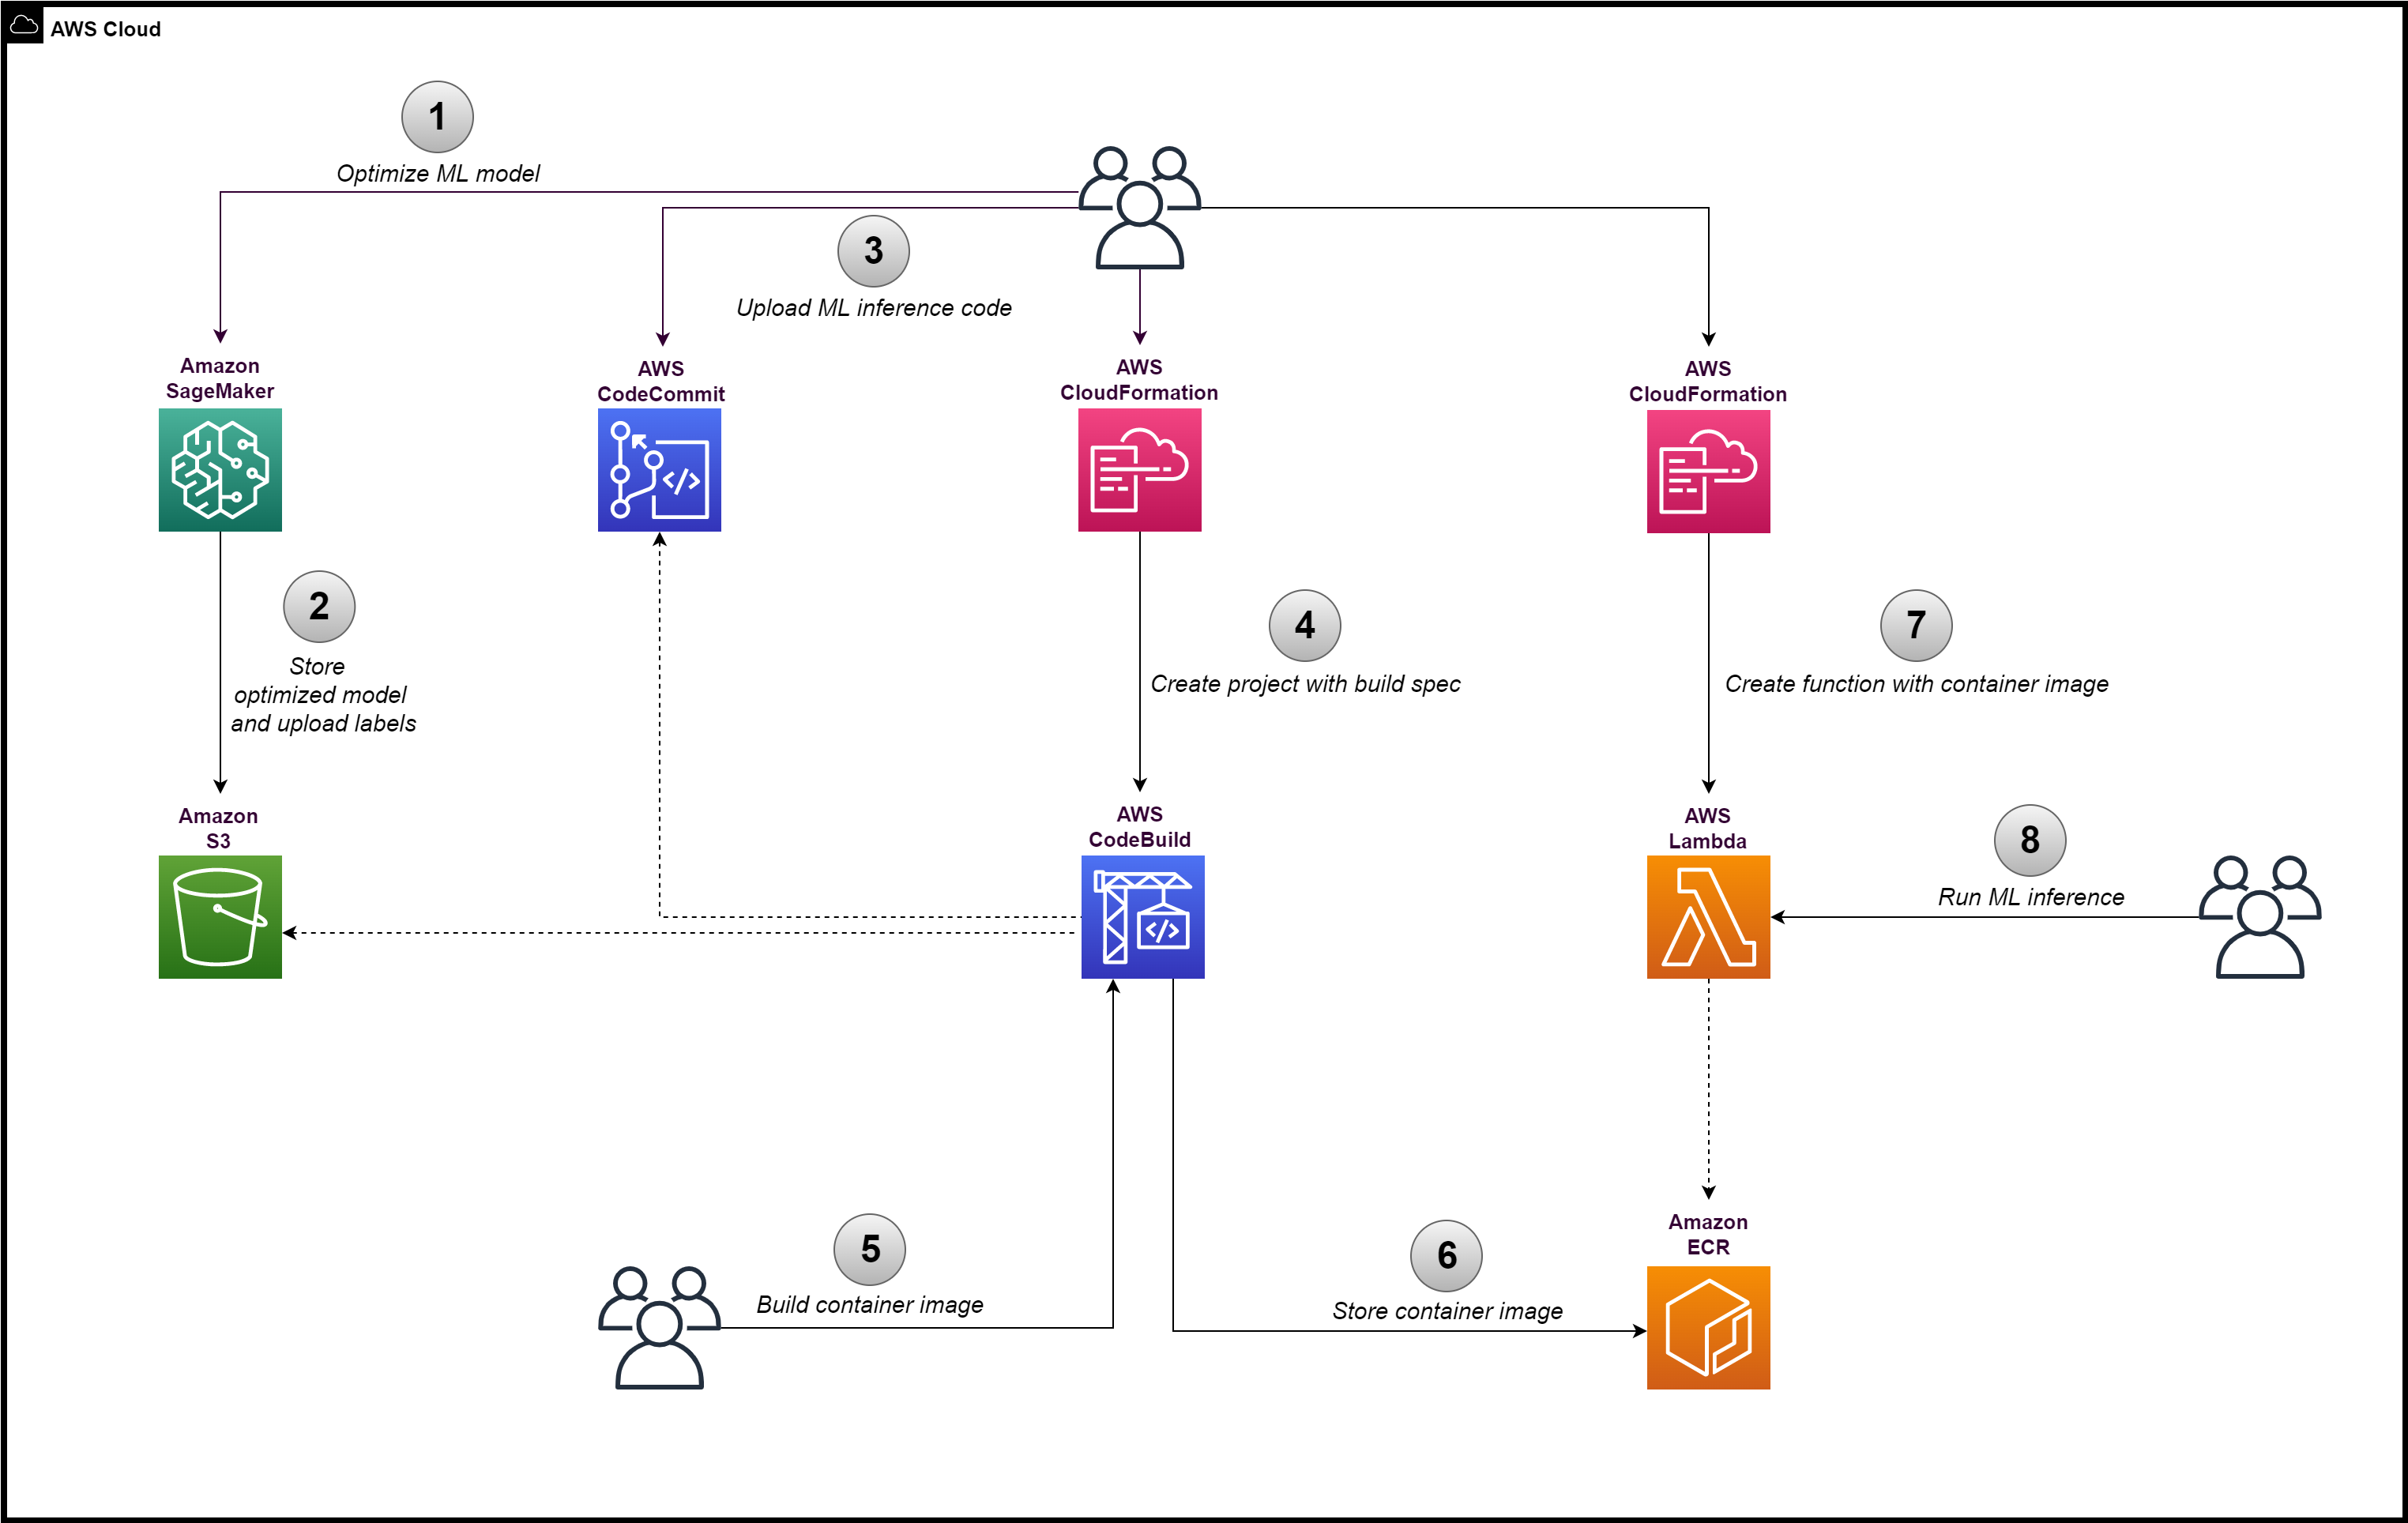 AWS Cloud
1
Optimize ML model
3
Upload ML inference code
Amazon
SageMaker
AWS
CodeCommit
AWS
CloudFormation
AWS
CloudFormation
2
Store
optimized model
and upload labels
4
Create project with build spec
7
Create function with container image
Amazon
S3
AWS
CodeBuild
AWS
Lambda
8
Run ML inference
5
Build container image
6
Store container image
Amazon
ECR